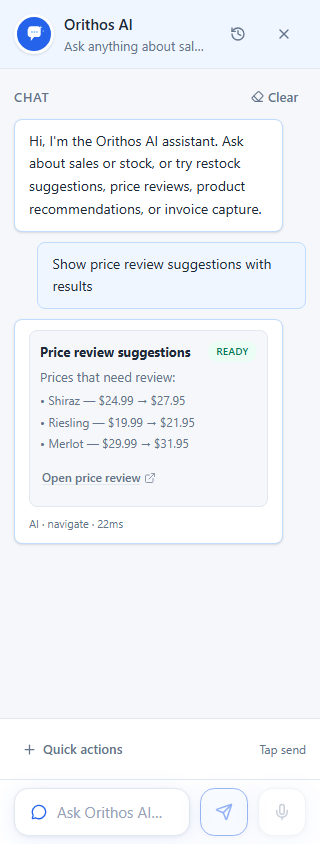 Orithos AI
Ask anything about sal...
CHAT
Clear
Hi, I'm the Orithos AI assistant. Ask
about sales or stock, or try restock
suggestions, price reviews, product
recommendations, or invoice capture.
Show price review suggestions with
results
Price review suggestions READY
Prices that need review:
• Shiraz — $24.99 → $27.95
• Riesling — $19.99 → $21.95
• Merlot — $29.99 → $31.95
Open price review
AI · navigate · 22ms
Quick actions
Tap send
Ask Orithos AI...